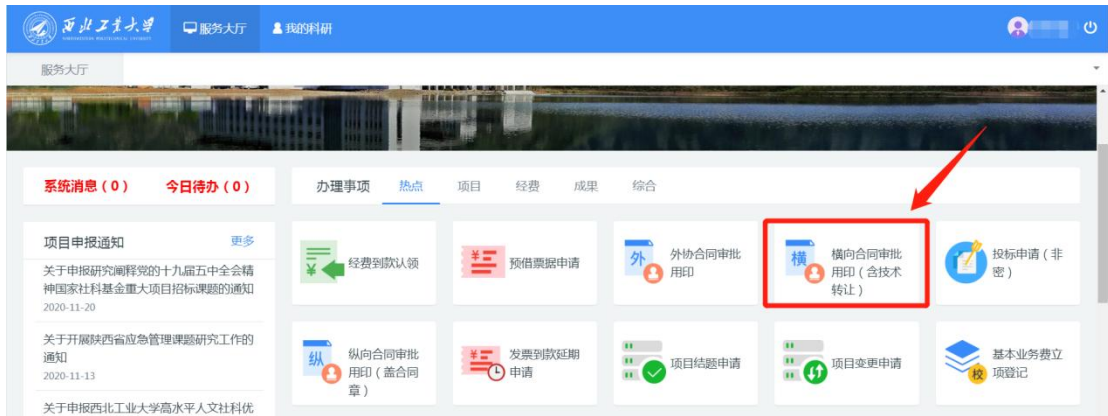 西北工业大学
服务大厅
我的科研
服务大厅
系统消息（0）
今日待办（0）
项目申报通知
更多
关于申报研究阐释党的十九届五中全会精
神国家社科基金重大项目招标课题的通知
2020-11-20
关于开展陕西省应急管理课题研究工作的
通知
2020-11-13
关于申报西北工业大学高水平人文社科优
办理事项
热点
项目
经费
成果
综合
¥
经费到款认领
¥
预借票据申请
外
外协合同审批
用印
横
横向合同审批
用印（含技术
转让）
投标申请（非
密）
纵
纵向合同审批
用印（盖合同
章）
¥
发票到款延期
申请
项目结题申请
项目变更申请
校
基本业务费立
项登记